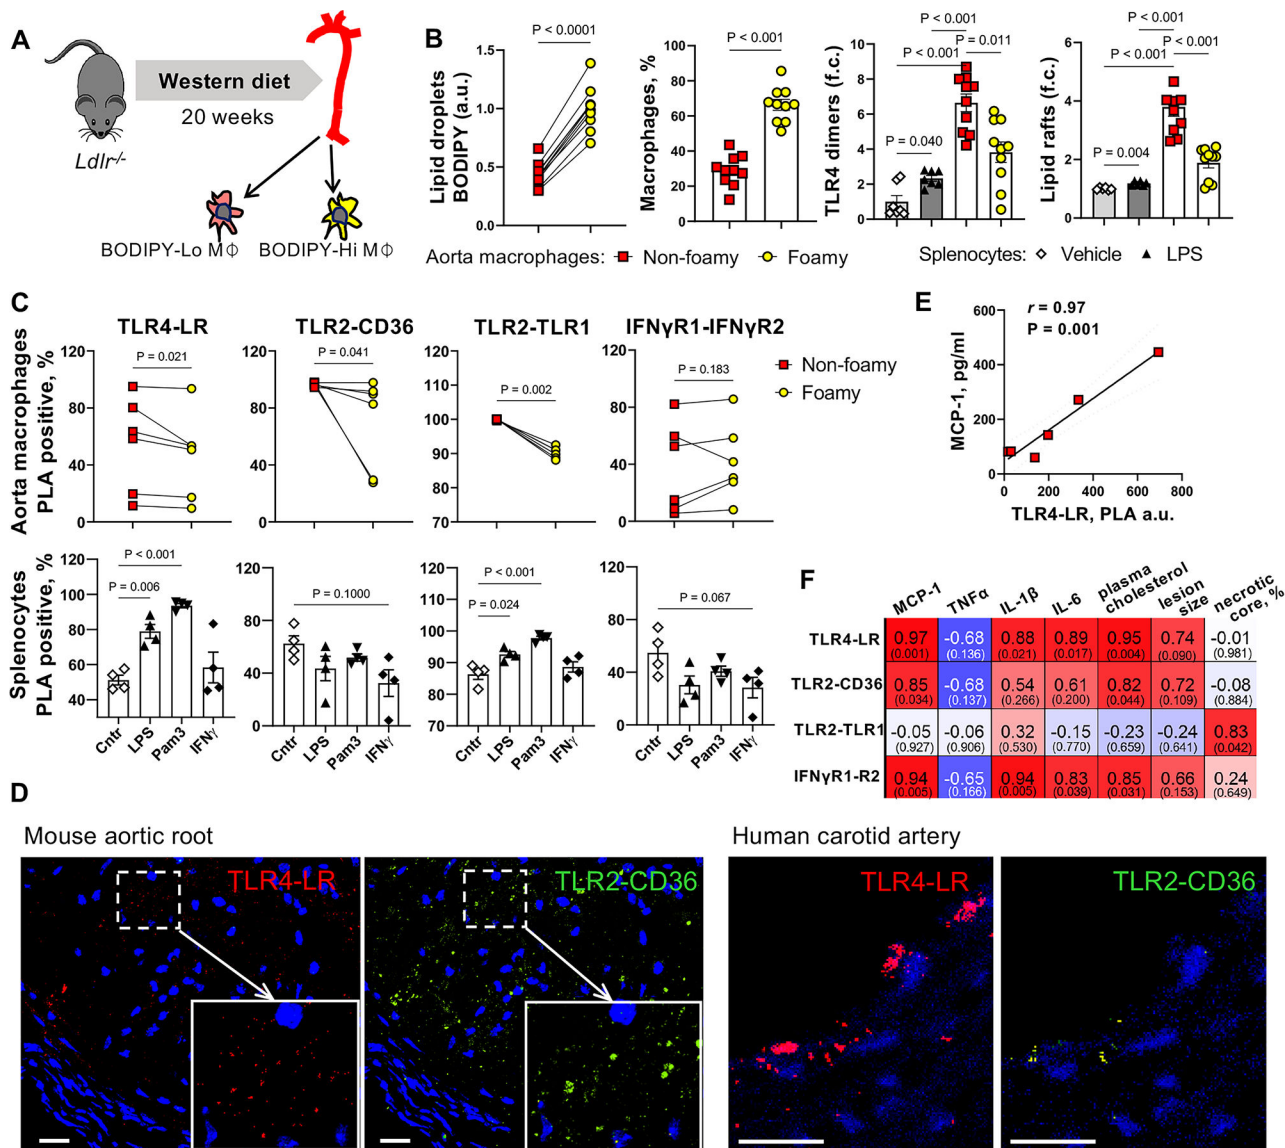 A
Western diet
20 weeks
Ldlr-/-
BODIPY-Lo MΦ
BODIPY-Hi MΦ
B
Lipid droplets
BODIPY (a.u.)
1.5
1.0
0.5
0.0
P < 0.0001
Macrophages, %
100
80
60
40
20
0
P < 0.001
TLR4 dimers (f.c.)
10
8
6
4
2
0
P < 0.001
P < 0.001
P = 0.011
P = 0.040
Lipid rafts (f.c.)
6
4
2
0
P < 0.001
P < 0.001
P < 0.001
P = 0.004
Aorta macrophages: Non-foamy Foamy
Splenocytes: Vehicle LPS
C
TLR4-LR
TLR2-CD36
TLR2-TLR1
IFNγR1-IFNγR2
Aorta macrophages
PLA positive, %
120
80
40
0
P = 0.021
120
80
40
0
P = 0.041
120
110
100
90
80
70
P = 0.002
120
80
40
0
P = 0.183
Non-foamy
Foamy
Splenocytes
PLA positive, %
120
100
80
60
40
P < 0.001
P = 0.006
Cntr LPS Pam3 IFNγ
120
80
40
0
P = 0.1000
Cntr LPS Pam3 IFNγ
120
110
100
90
80
70
P < 0.001
P = 0.024
Cntr LPS Pam3 IFNγ
120
80
40
0
P = 0.067
Cntr LPS Pam3 IFNγ
E
r = 0.97
P = 0.001
MCP-1, pg/ml
600
400
200
0
0 200 400 600 800
TLR4-LR, PLA a.u.
F
MCP-1
TNFα
IL-1β
IL-6
plasma
cholesterol
lesion
size
necrotic
core, %
TLR4-LR
0.97 -0.68 0.88 0.89 0.95 0.74 -0.01
(0.001) (0.136) (0.021) (0.017) (0.004) (0.090) (0.981)
TLR2-CD36
0.85 -0.68 0.54 0.61 0.82 0.72 -0.08
(0.034) (0.137) (0.266) (0.200) (0.044) (0.109) (0.884)
TLR2-TLR1
-0.05 -0.06 0.32 -0.15 -0.23 -0.24 0.83
(0.927) (0.906) (0.530) (0.770) (0.659) (0.641) (0.042)
IFNγR1-R2
0.94 -0.65 0.94 0.83 0.85 0.66 0.24
(0.005) (0.166) (0.005) (0.039) (0.031) (0.153) (0.649)
D
Mouse aortic root
TLR4-LR
TLR2-CD36
Human carotid artery
TLR4-LR
TLR2-CD36